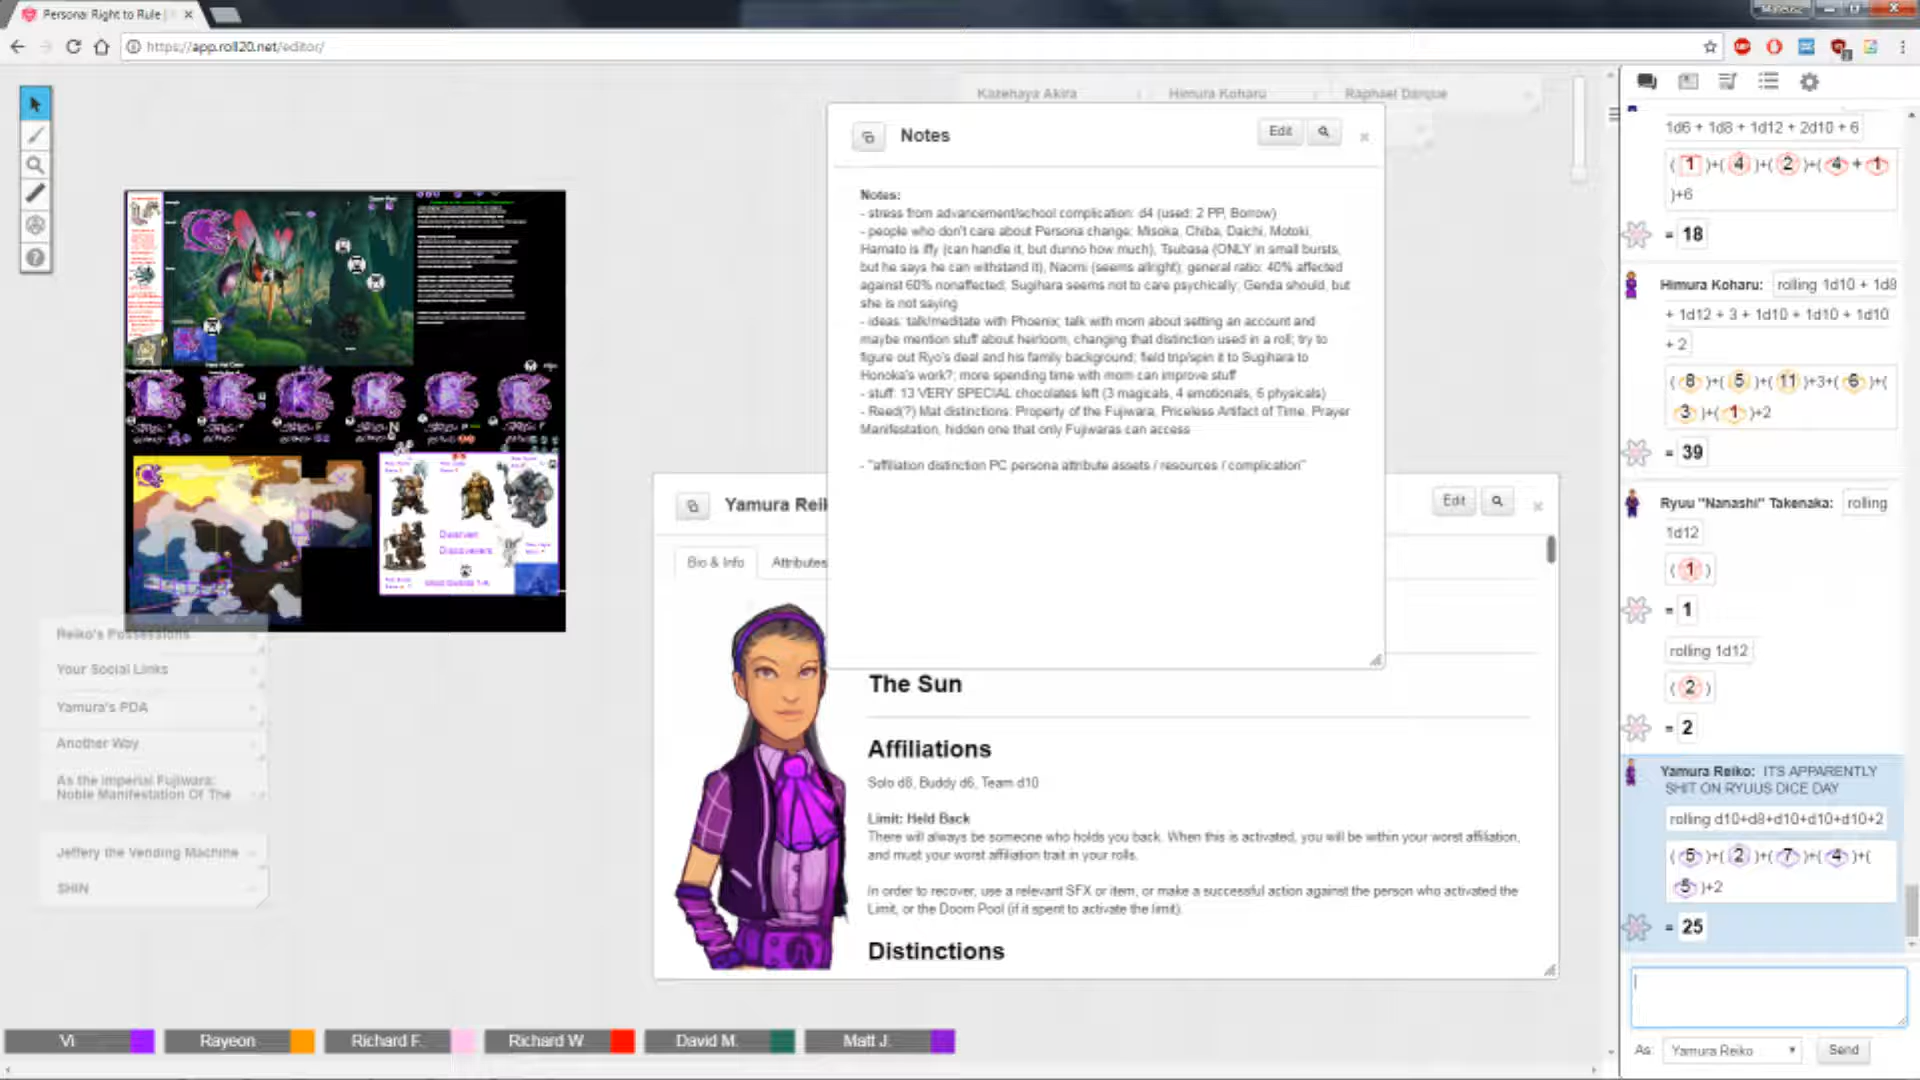 Personal Right to Rule |
Mateusz
https://app.roll20.net/editor/
Kazehaya Akira
Himura Koharu
Raphael Danjue
Notes
Edit
Notes:
- stress from advancement/school complication: d4 (used: 2 PP, Borrow)
- people who don't care about Persona change: Misoka, Chiba, Daichi, Motoki,
Hamato is iffy (can handle it, but dunno how much), Tsubasa (ONLY in small bursts,
but he says he can withstand it), Naomi (seems allright); general ratio: 40% affected
against 60% nonaffected; Sugihara seems not to care psychically; Genda should, but
she is not saying
- ideas: talk/meditate with Phoenix; talk with mom about setting an account and
maybe mention stuff about heirloom, changing that distinction used in a roll; try to
figure out Ryo's deal and his family background; field trip/spin it to Sugihara to
Honoka's work?; more spending time with mom can improve stuff
- stuff: 13 VERY SPECIAL chocolates left (3 magicals, 4 emotionals, 6 physicals)
- Reed(?) Mat distinctions: Property of the Fujiwara, Priceless Artifact of Time, Prayer
Manifestation, hidden one that only Fujiwaras can access
- "affiliation distinction PC persona attribute assets / resources / complication"
Yamura Reik
Edit
Bio & Info
Attributes
The Sun
Affiliations
Solo d8, Buddy d6, Team d10
Limit: Held Back
There will always be someone who holds you back. When this is activated, you will be within your worst affiliation,
and must your worst affiliation trait in your rolls.
In order to recover, use a relevant SFX or item, or make a successful action against the person who activated the
Limit, or the Doom Pool (if it spent to activate the limit).
Distinctions
Dwarven
Discoverers
Reiko's Possessions
Your Social Links
Yamura's PDA
Another Way
As the Imperial Fujiwara:
Noble Manifestation Of The
Jeffery the Vending Machine
SHIN
Vi
Rayeon
Richard F.
Richard W.
David M.
Matt J.
1d6 + 1d8 + 1d12 + 2d10 + 6
(1)+(4)+(2)+(4+1
)+6
= 18
Himura Koharu: rolling 1d10 + 1d8
+ 1d12 + 3 + 1d10 + 1d10 + 1d10
+ 2
(8)+(5)+(11)+3+(6)+(
3)+(1)+2
= 39
Ryuu "Nanashi" Takenaka: rolling
1d12
(1)
= 1
rolling 1d12
(2)
= 2
Yamura Reiko: ITS APPARENTLY
SHIT ON RYUUS DICE DAY
rolling d10+d8+d10+d10+d10+2
(5)+(2)+(7)+(4)+(
5)+2
= 25
As:
Yamura Reiko
Send